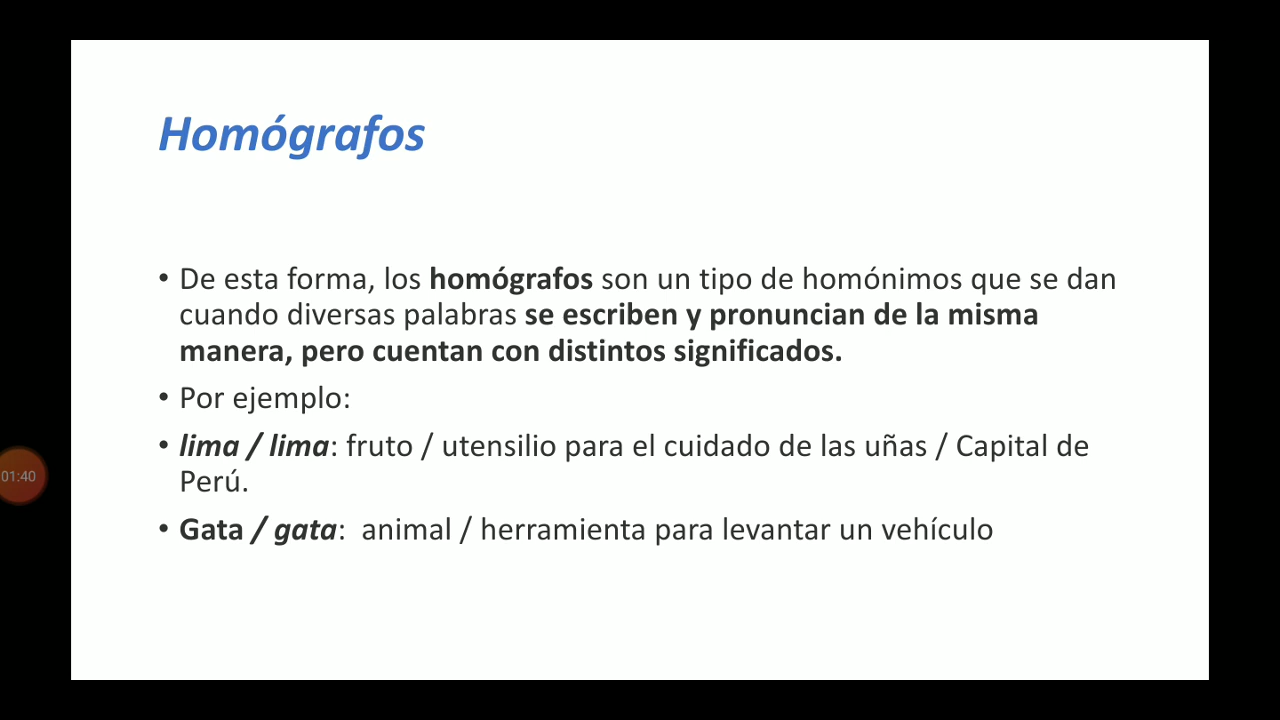 Homógrafos
• De esta forma, los homógrafos son un tipo de homónimos que se dan
cuando diversas palabras se escriben y pronuncian de la misma
manera, pero cuentan con distintos significados.
• Por ejemplo:
• lima / lima: fruto / utensilio para el cuidado de las uñas / Capital de
Perú.
01:40
• Gata / gata:  animal / herramienta para levantar un vehículo